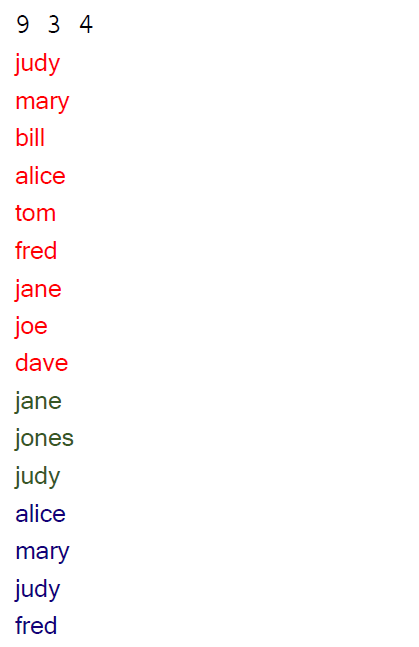 9 3 4
judy
mary
bill
alice
tom
fred
jane
joe
dave
jane
jones
judy
alice
mary
judy
fred